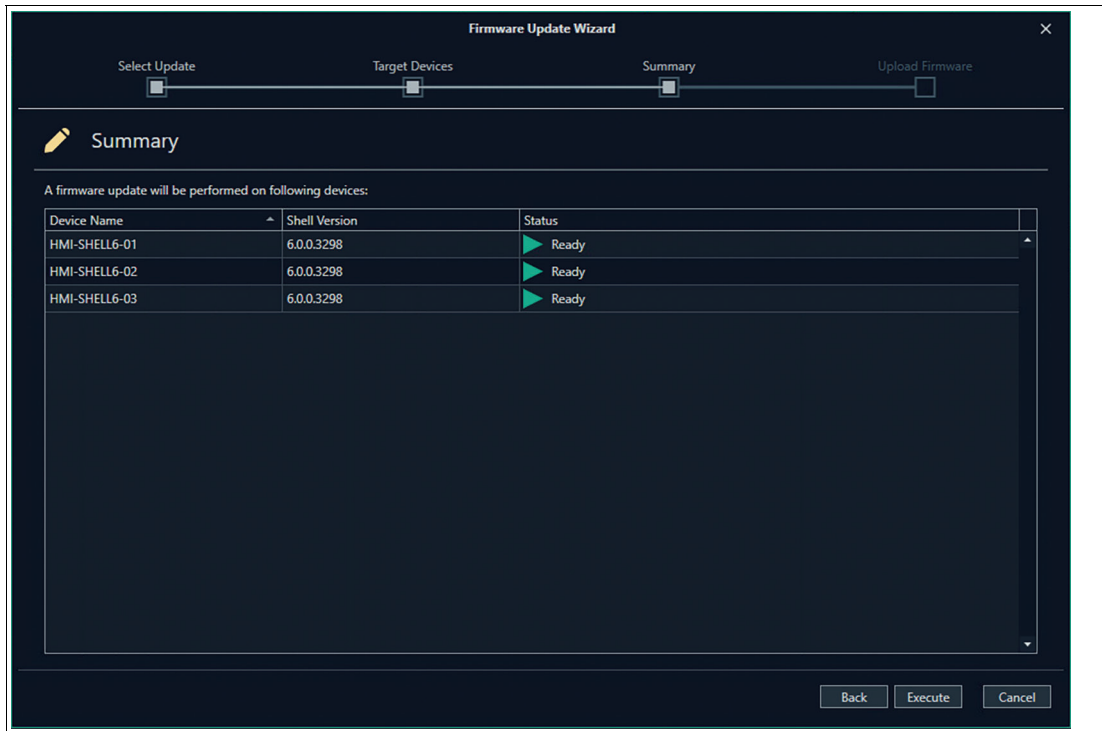 Firmware Update Wizard
Select Update Target Devices Summary Upload Firmware
Summary
A firmware update will be performed on following devices:
Device Name Shell Version Status
HMI-SHELL6-01 6.0.0.3298 Ready
HMI-SHELL6-02 6.0.0.3298 Ready
HMI-SHELL6-03 6.0.0.3298 Ready
Back Execute Cancel